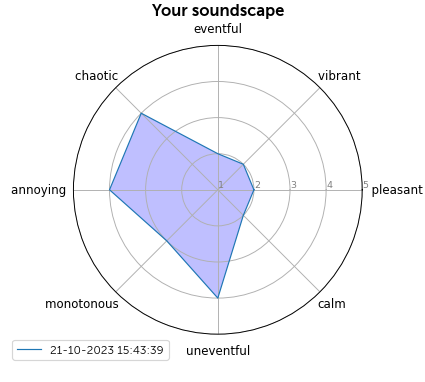 Your soundscape
eventful
chaotic
vibrant
annoying
1 2 3 4 5
pleasant
monotonous
calm
uneventful
21-10-2023 15:43:39